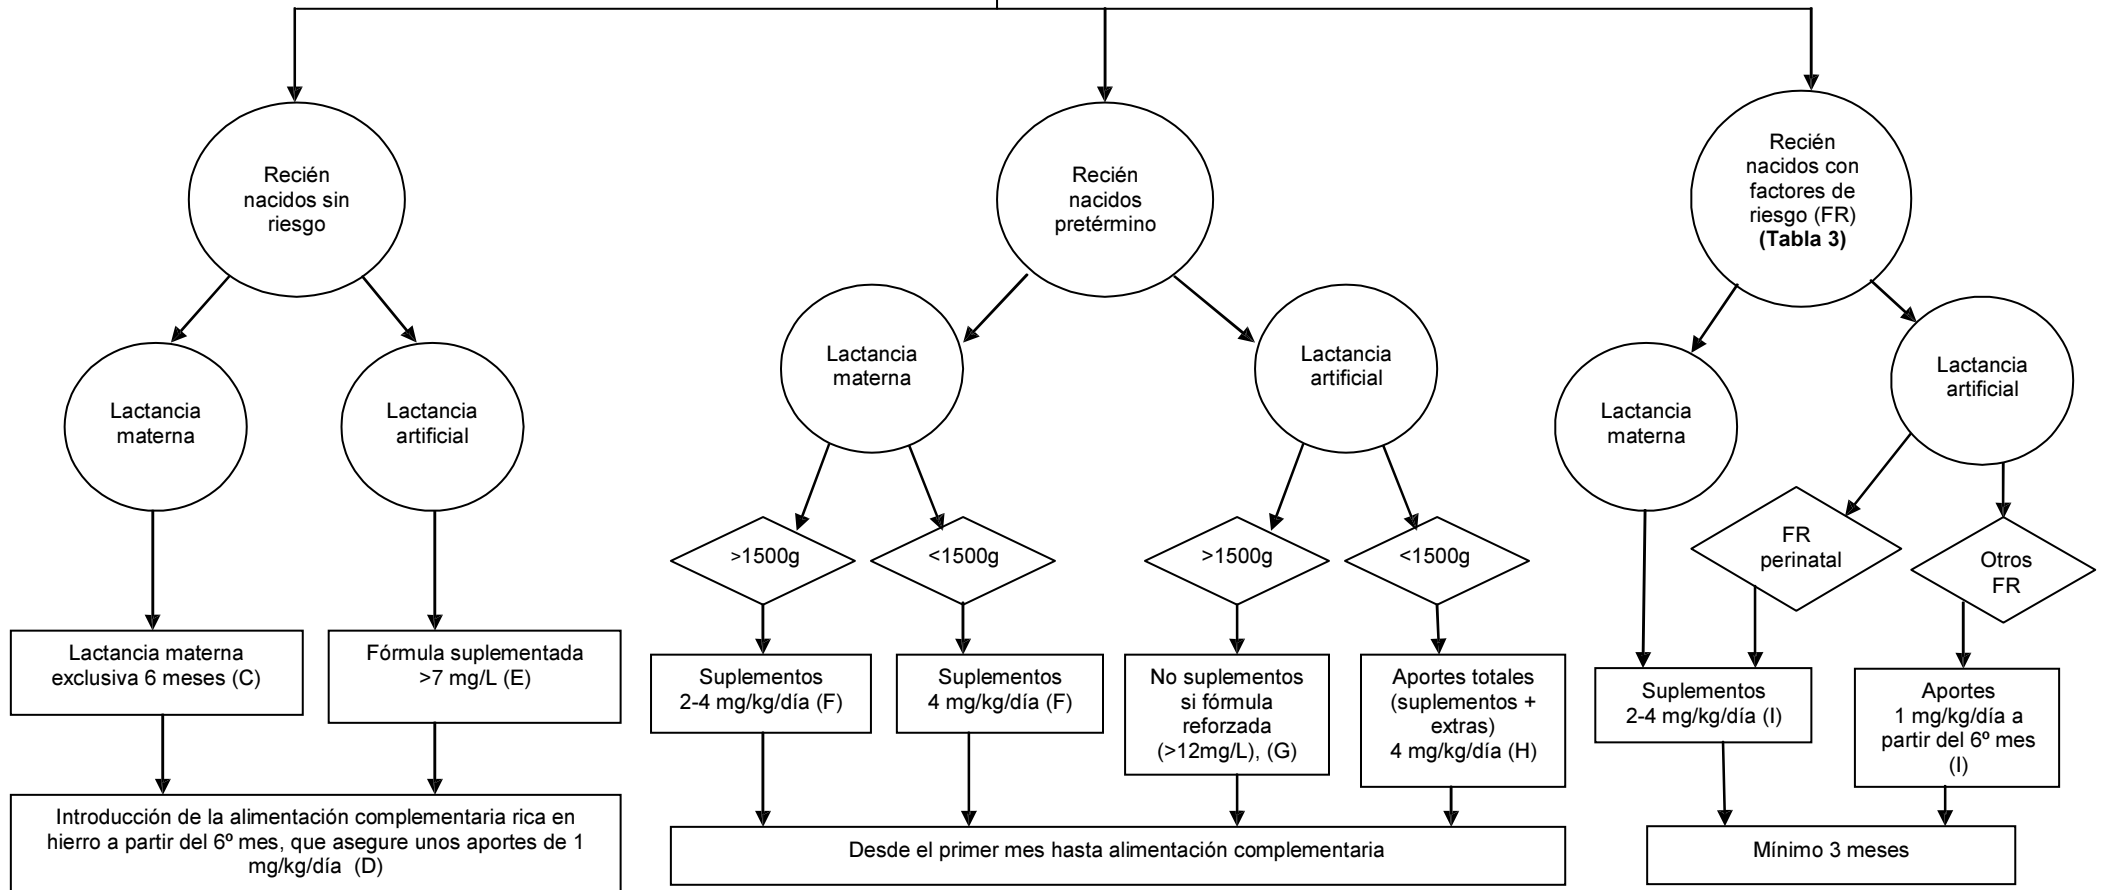 Recién
nacidos sin
riesgo
Lactancia
materna
Lactancia
artificial
Lactancia materna
exclusiva 6 meses (C)
Fórmula suplementada
>7 mg/L (E)
Introducción de la alimentación complementaria rica en
hierro a partir del 6º mes, que asegure unos aportes de 1
mg/kg/día (D)
Recién
nacidos
pretérmino
Lactancia
materna
Lactancia
artificial
>1500g
<1500g
>1500g
<1500g
Suplementos
2-4 mg/kg/día (F)
Suplementos
4 mg/kg/día (F)
No suplementos
si fórmula
reforzada
(>12mg/L), (G)
Aportes totales
(suplementos +
extras)
4 mg/kg/día (H)
Desde el primer mes hasta alimentación complementaria
Recién
nacidos con
factores de
riesgo (FR)
(Tabla 3)
Lactancia
materna
Lactancia
artificial
FR
perinatal
Otros
FR
Suplementos
2-4 mg/kg/día (I)
Aportes
1 mg/kg/día a
partir del 6º mes
(I)
Mínimo 3 meses